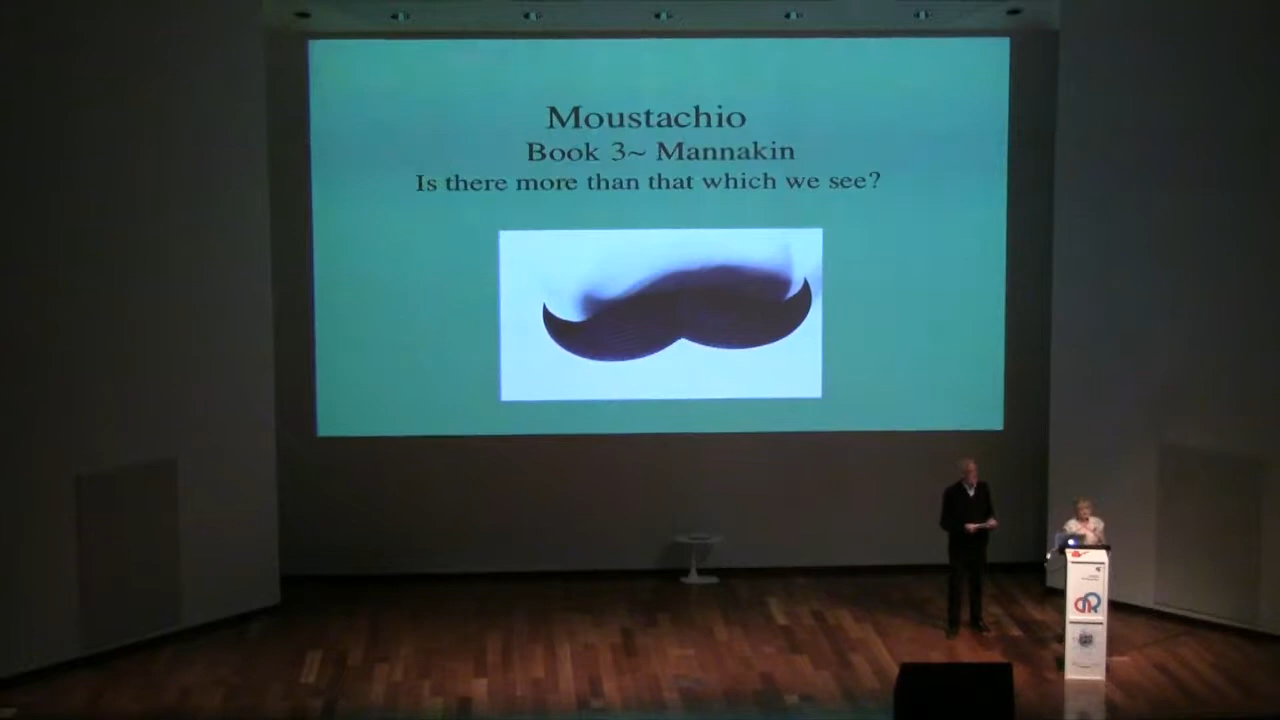 Moustachio
Book 3~ Mannakin
Is there more than that which we see?